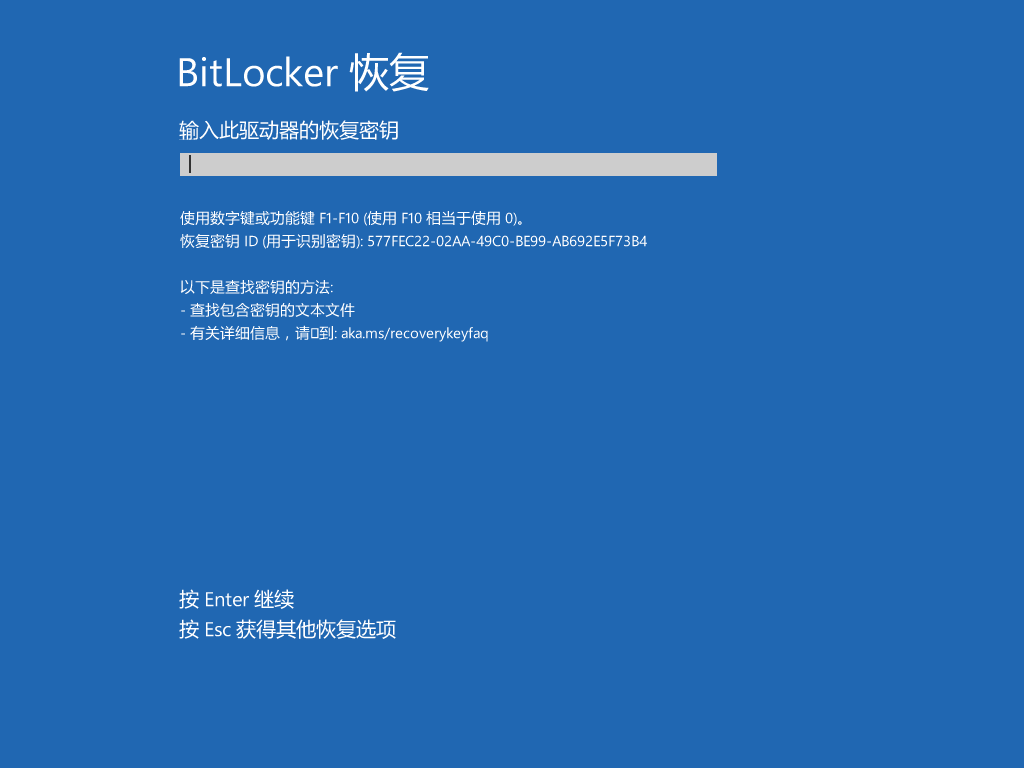 BitLocker 恢复
输入此驱动器的恢复密钥
使用数字键或功能键 F1-F10 (使用 F10 相当于使用 0)。
恢复密钥 ID (用于识别密钥): 577FEC22-02AA-49C0-BE99-AB692E5F73B4
以下是查找密钥的方法:
- 查找包含密钥的文本文件
- 有关详细信息，请▯到: aka.ms/recoverykeyfaq
按 Enter 继续
按 Esc 获得其他恢复选项